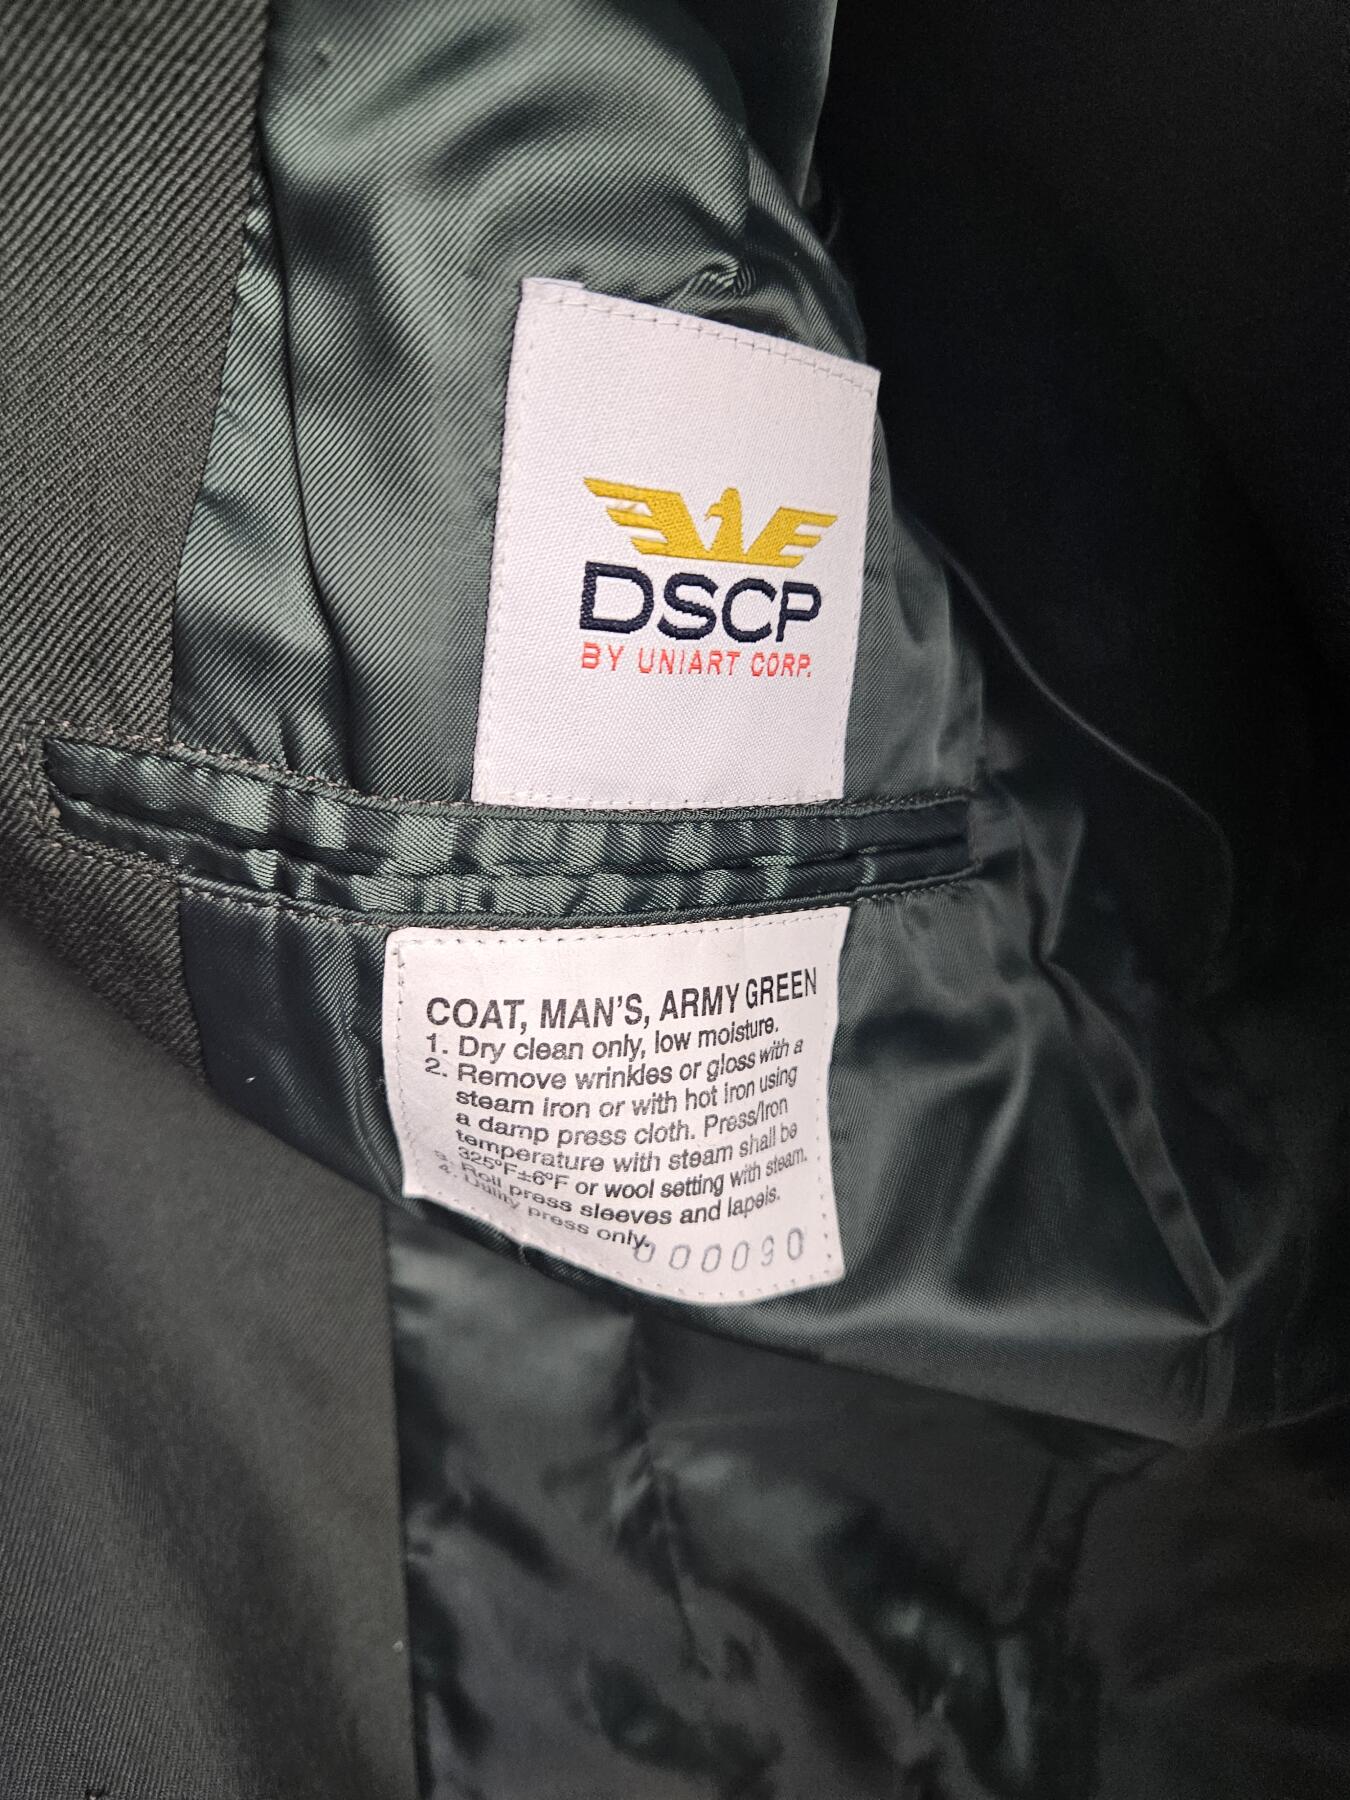 DSCP
BY UNIART CORP.
COAT, MAN'S, ARMY GREEN
1. Dry clean only, low moisture.
2. Remove wrinkles or gloss with a
steam iron or with hot iron using
a damp press cloth. Press/Iron
temperature with steam shall be
325°F±6°F or wool setting with steam.
3. Roll press sleeves and lapels.
4. Utility press only.
000090